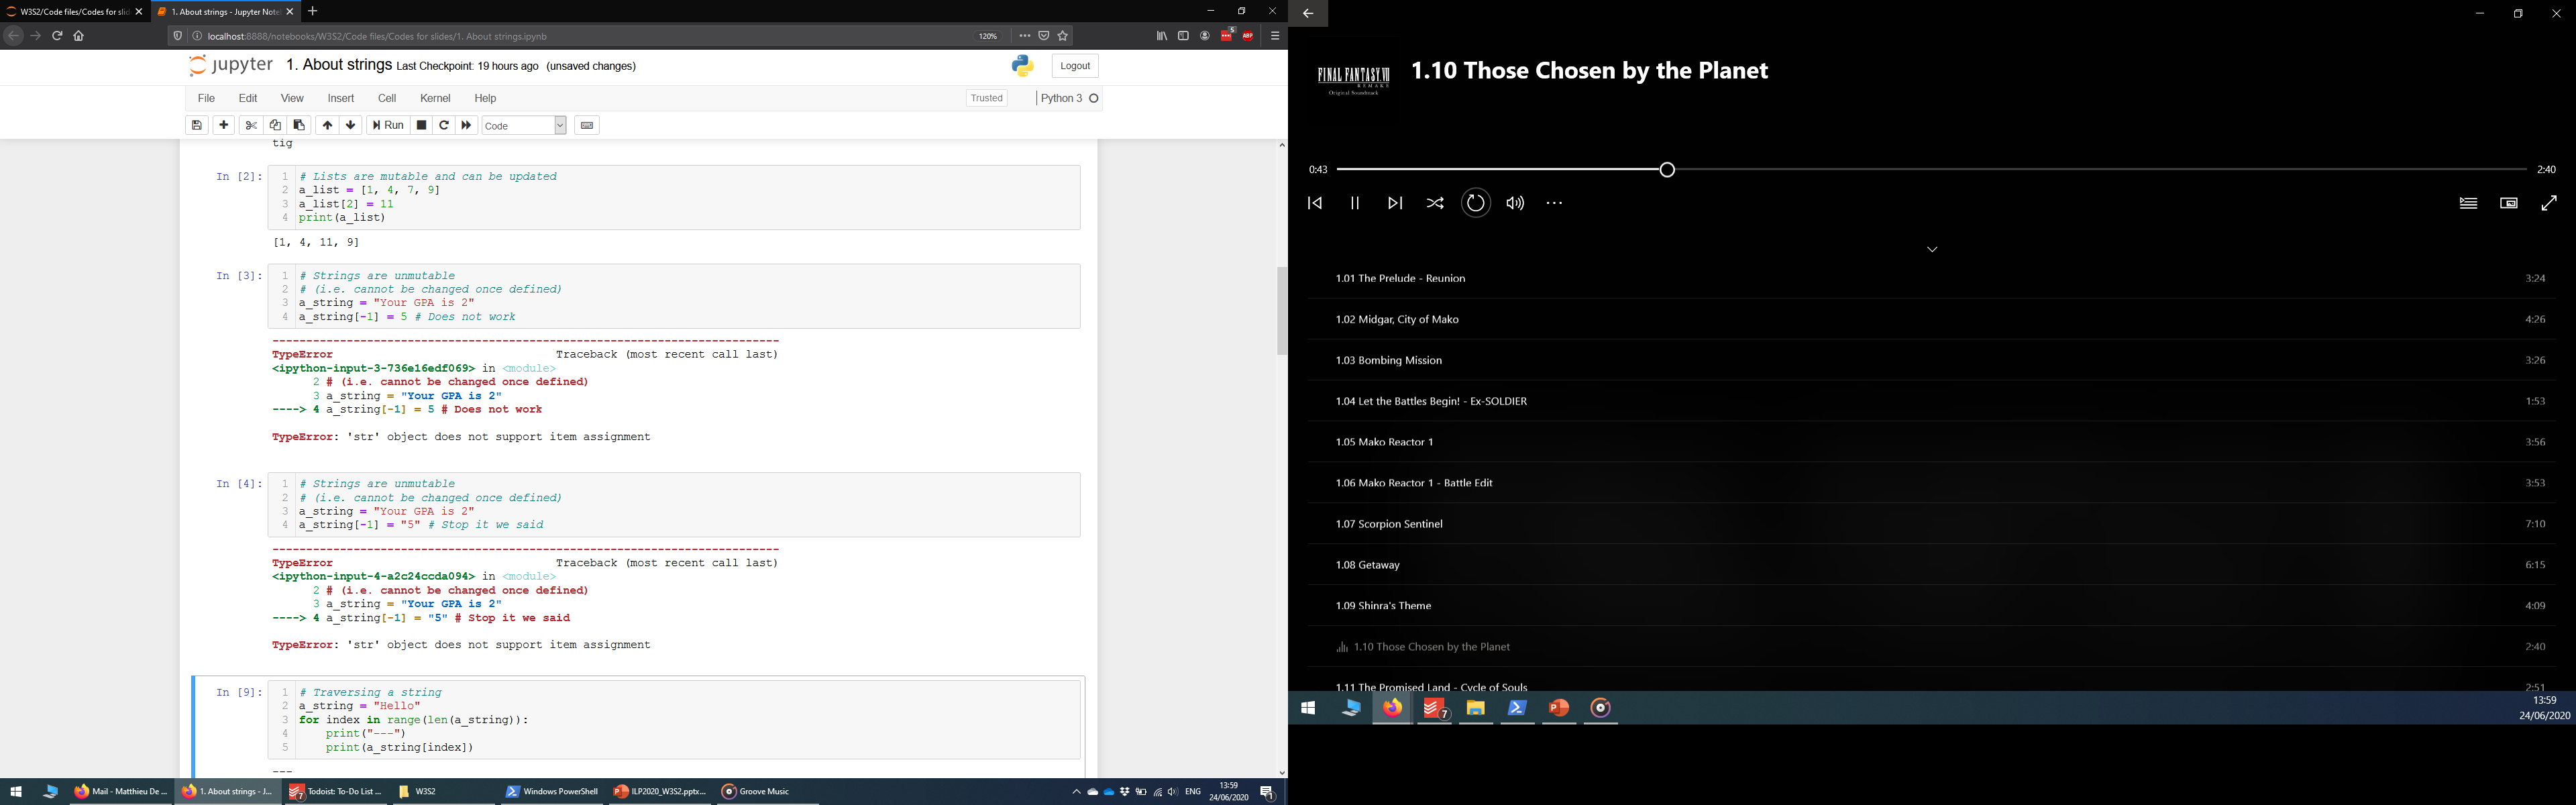 W3S2/Code files/Codes for slid
1. About strings - Jupyter Note
localhost:8888/notebooks/W3S2/Code files/Codes for slides/1. About strings.ipynb
120%
ABP
jupyter 1. About strings Last Checkpoint: 19 hours ago (unsaved changes)
Logout
File Edit View Insert Cell Kernel Help
Trusted
Python 3
Run
Code
tig
In [2]:
1 # Lists are mutable and can be updated
2 a_list = [1, 4, 7, 9]
3 a_list[2] = 11
4 print(a_list)
[1, 4, 11, 9]
In [3]:
1 # Strings are unmutable
2 # (i.e. cannot be changed once defined)
3 a_string = "Your GPA is 2"
4 a_string[-1] = 5 # Does not work
---------------------------------------------------------------------------
TypeError Traceback (most recent call last)
<ipython-input-3-736e16edf069> in <module>
2 # (i.e. cannot be changed once defined)
3 a_string = "Your GPA is 2"
----> 4 a_string[-1] = 5 # Does not work
TypeError: 'str' object does not support item assignment
In [4]:
1 # Strings are unmutable
2 # (i.e. cannot be changed once defined)
3 a_string = "Your GPA is 2"
4 a_string[-1] = "5" # Stop it we said
---------------------------------------------------------------------------
TypeError Traceback (most recent call last)
<ipython-input-4-a2c24ccda094> in <module>
2 # (i.e. cannot be changed once defined)
3 a_string = "Your GPA is 2"
----> 4 a_string[-1] = "5" # Stop it we said
TypeError: 'str' object does not support item assignment
In [9]:
1 # Traversing a string
2 a_string = "Hello"
3 for index in range(len(a_string)):
4 print("---")
5 print(a_string[index])
---
Mail - Matthieu De ...
1. About strings - J...
7
Todoist: To-Do List ...
W3S2
Windows PowerShell
ILP2020_W3S2.pptx...
Groove Music
ENG
13:59
24/06/2020
1
FINAL FANTASY VII
REMAKE
Original Soundtrack
1.10 Those Chosen by the Planet
0:43
2:40
1.01 The Prelude - Reunion 3:24
1.02 Midgar, City of Mako 4:26
1.03 Bombing Mission 3:26
1.04 Let the Battles Begin! - Ex-SOLDIER 1:53
1.05 Mako Reactor 1 3:56
1.06 Mako Reactor 1 - Battle Edit 3:53
1.07 Scorpion Sentinel 7:10
1.08 Getaway 6:15
1.09 Shinra's Theme 4:09
1.10 Those Chosen by the Planet 2:40
1.11 The Promised Land - Cycle of Souls 2:51
7
13:59
24/06/2020